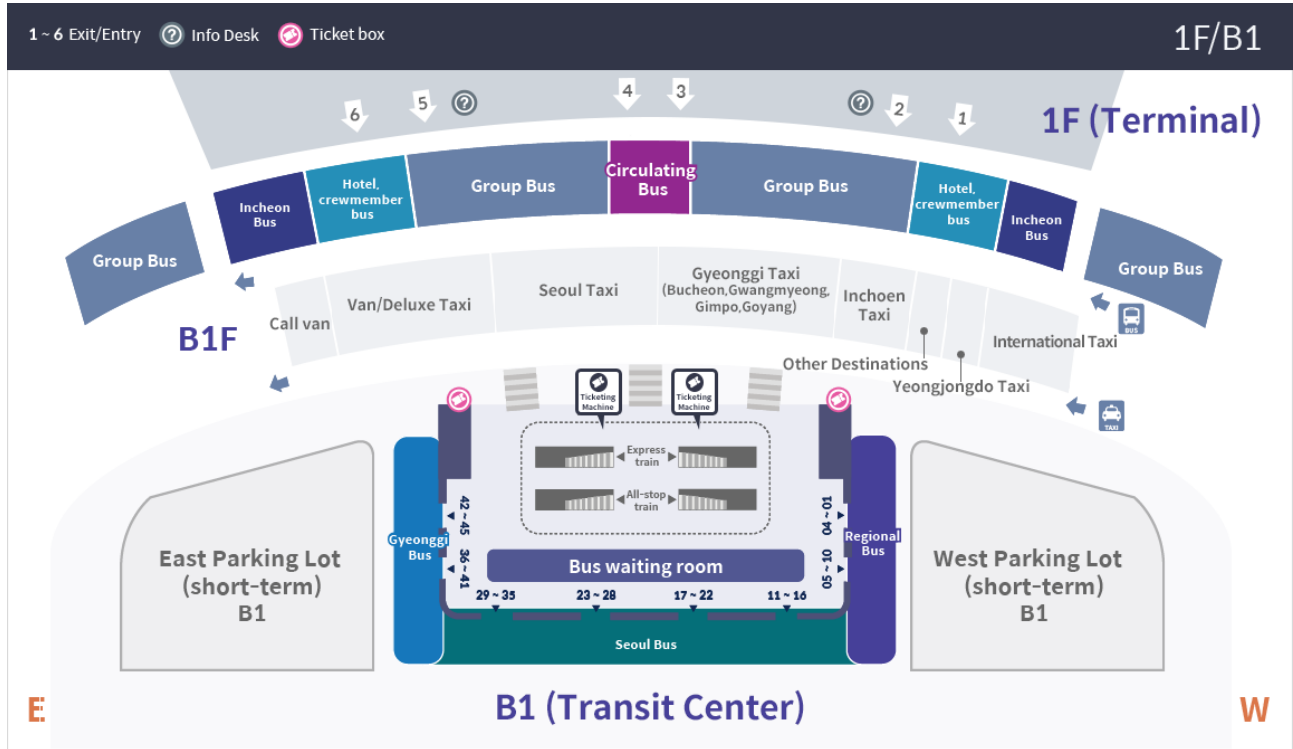 1 ~ 6 Exit/Entry ? Info Desk Ticket box
1F/B1
6
5
?
4
3
?
2
1
1F (Terminal)
Group Bus
Incheon
Bus
Hotel,
crewmember
bus
Group Bus
Circulating
Bus
Group Bus
Hotel,
crewmember
bus
Incheon
Bus
Group Bus
BUS
B1F
Call van
Van/Deluxe Taxi
Seoul Taxi
Gyeonggi Taxi
(Bucheon,Gwangmyeong,
Gimpo,Goyang)
Inchoen
Taxi
Other Destinations
Yeongjongdo Taxi
International Taxi
TAXI
Ticketing
Machine
Ticketing
Machine
Express
train
All-stop
train
42 ~ 45
36 ~ 41
04 ~ 01
05 ~ 10
Gyeonggi
Bus
Regional
Bus
Bus waiting room
29 ~ 35
23 ~ 28
17 ~ 22
11 ~ 16
Seoul Bus
East Parking Lot
(short-term)
B1
West Parking Lot
(short-term)
B1
E
B1 (Transit Center)
W